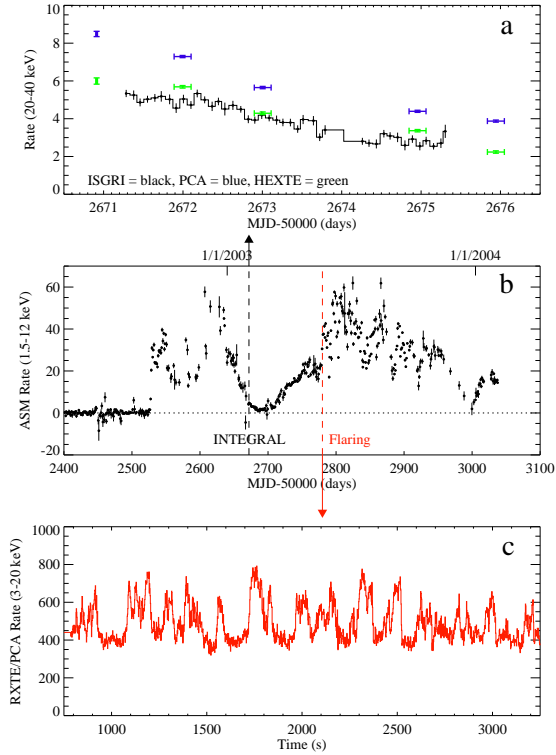 a
Rate (20-40 keV)
10
8
6
4
2
0
ISGRI = black, PCA = blue, HEXTE = green
2671 2672 2673 2674 2675 2676
MJD-50000 (days)
1/1/2003 1/1/2004
b
ASM Rate (1.5-12 keV)
60
40
20
0
-20
INTEGRAL Flaring
2400 2500 2600 2700 2800 2900 3000 3100
MJD-50000 (days)
c
RXTE/PCA Rate (3-20 keV)
1000
800
600
400
200
0
1000 1500 2000 2500 3000
Time (s)